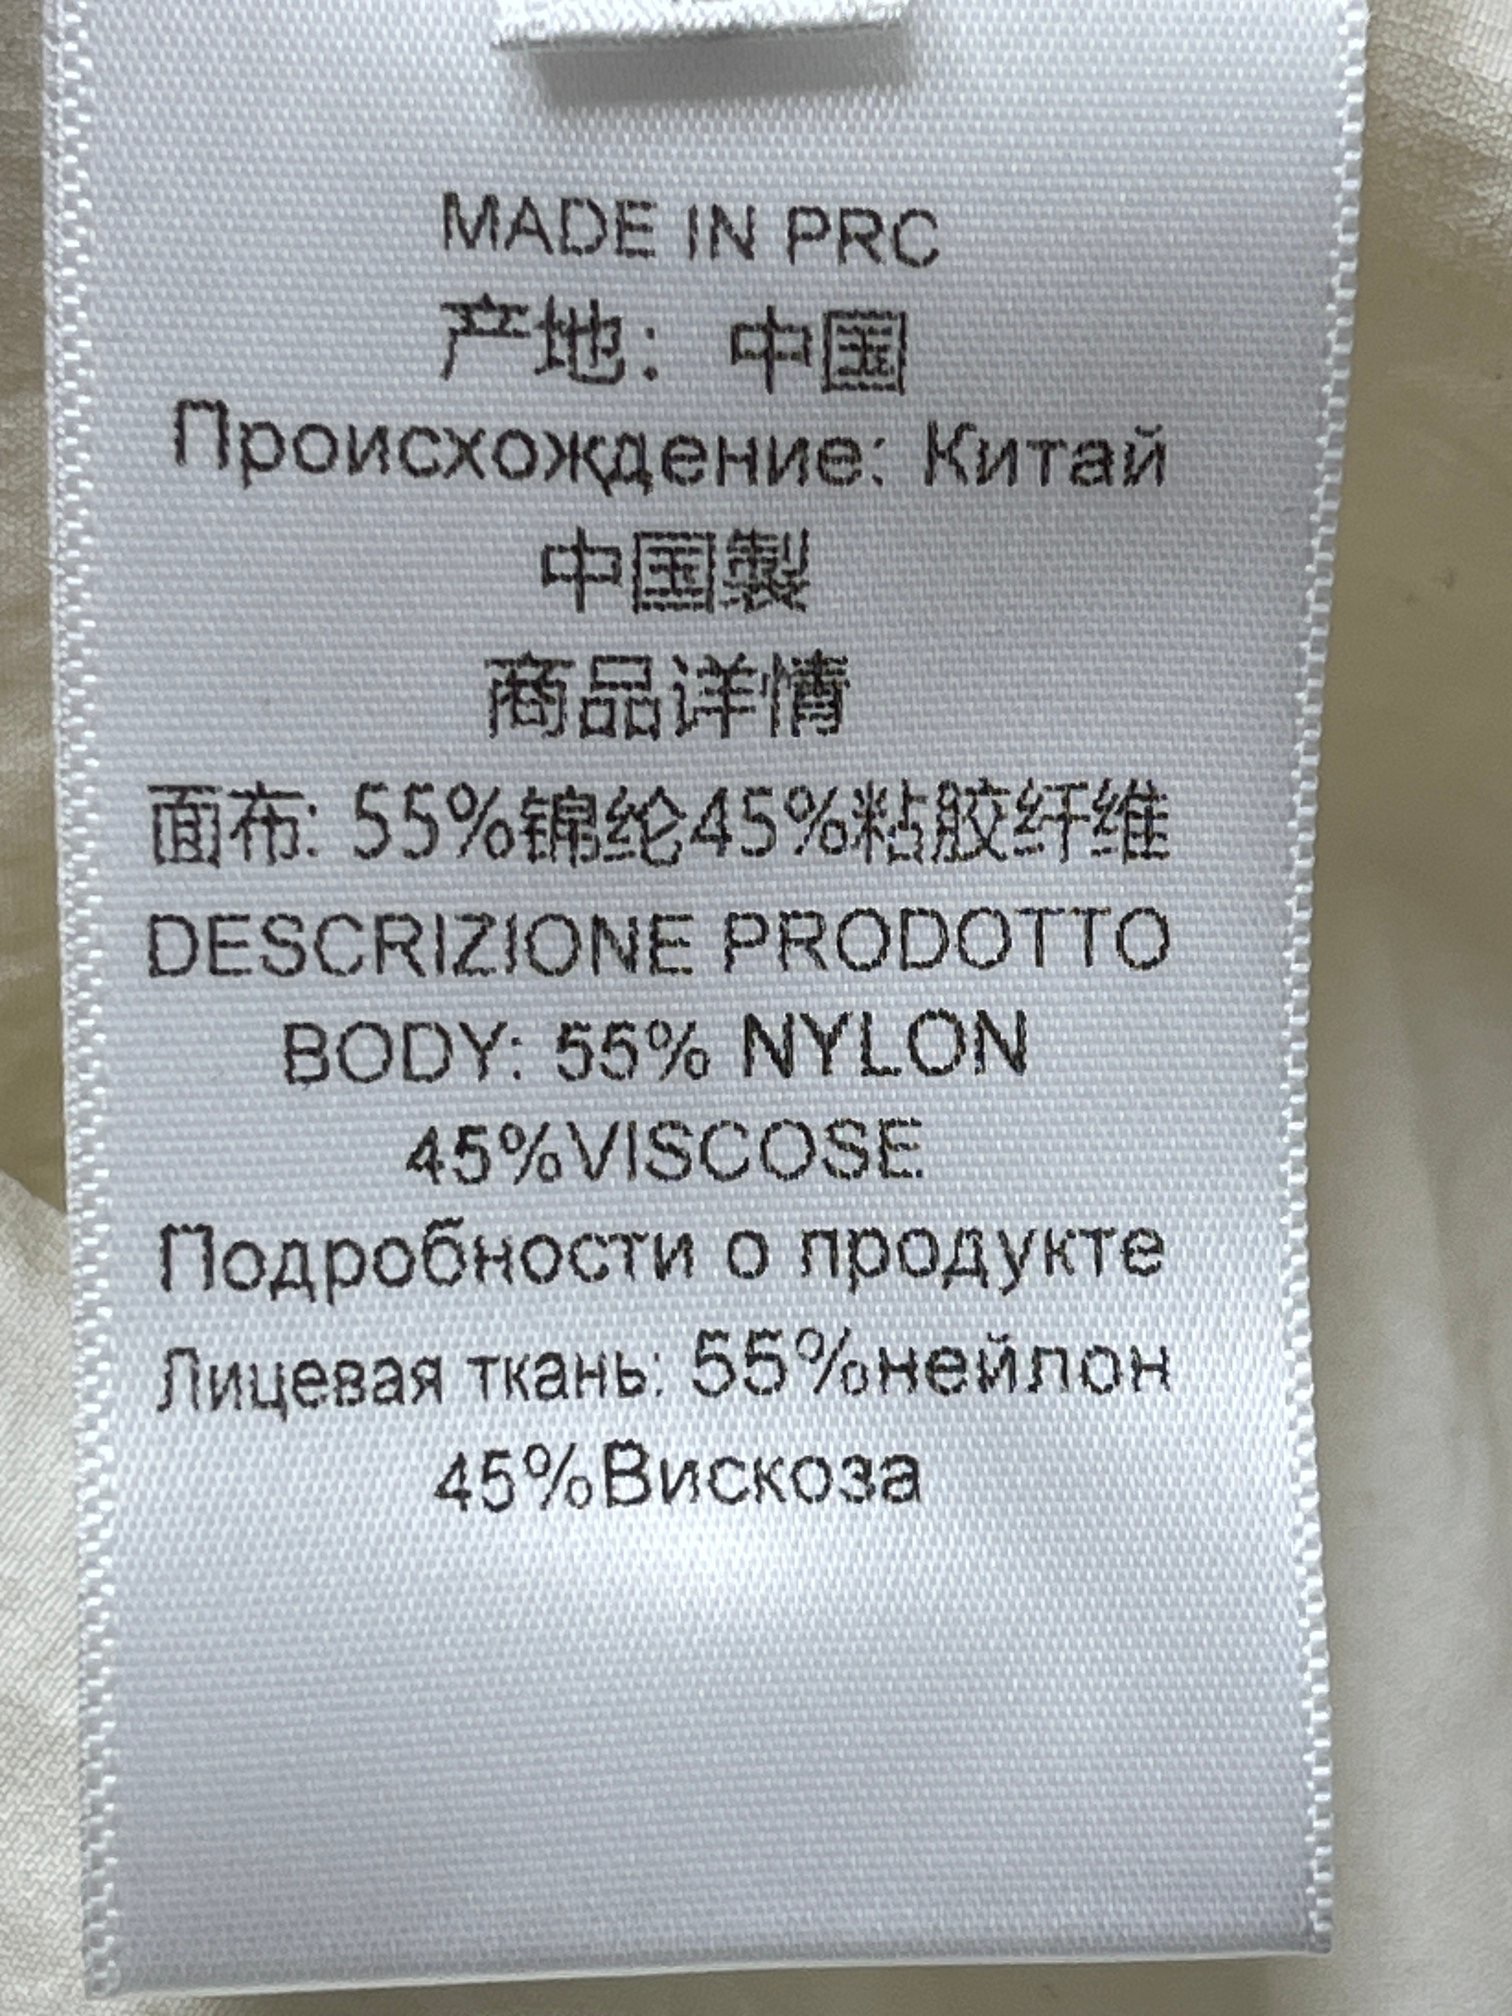 MADE IN PRC
产地：中国
Происхождение: Китай
中国製
商品详情
面布: 55%锦纶45%粘胶纤维
DESCRIZIONE PRODOTTO
BODY: 55% NYLON
45%VISCOSE
Подробности о продукте
Лицевая ткань: 55%нейлон
45%Вискоза